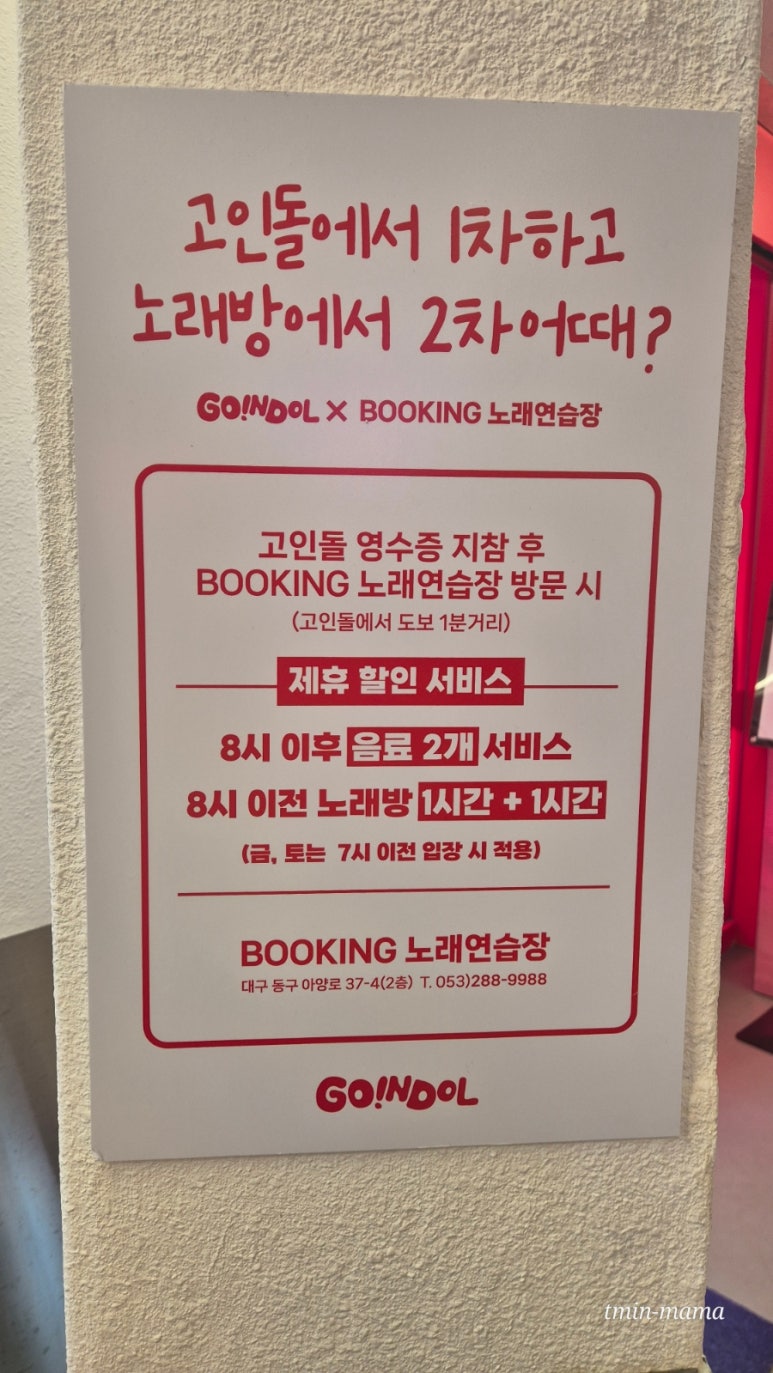 고인돌에서 1차하고
노래방에서 2차어때?
GO!NDOL × BOOKING 노래연습장
고인돌 영수증 지참 후
BOOKING 노래연습장 방문 시
(고인돌에서 도보 1분거리)
제휴 할인 서비스
8시 이후 음료 2개 서비스
8시 이전 노래방 1시간 + 1시간
(금, 토는 7시 이전 입장 시 적용)
BOOKING 노래연습장
대구 동구 아양로 37-4(2층) T. 053)288-9988
GO!NDOL
tmin-mama